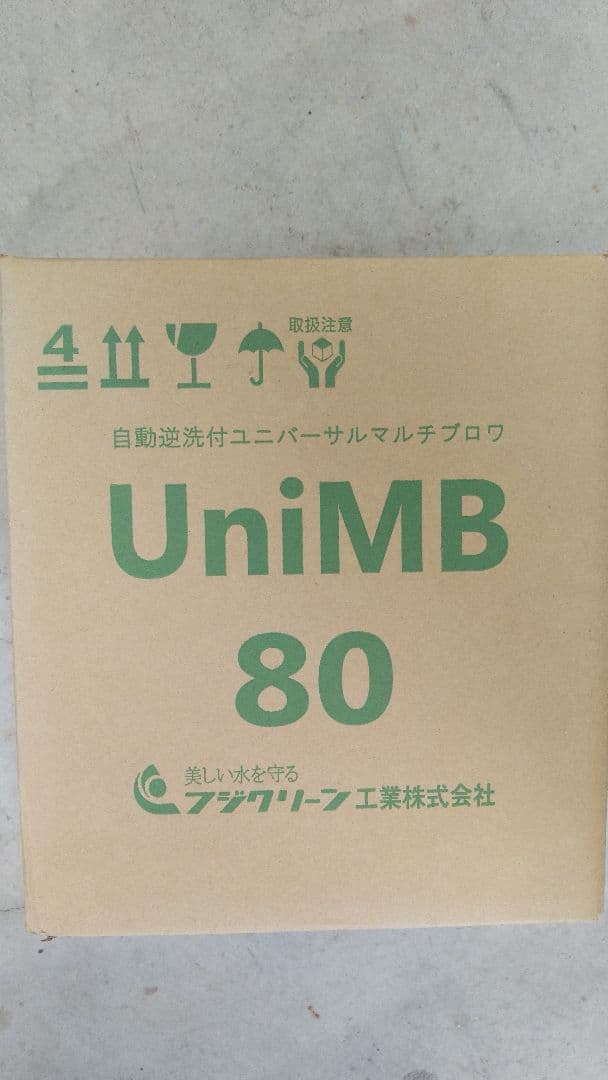 4
取扱注意
自動逆洗付ユニバーサルマルチブロワ
UniMB
80
美しい水を守る
フジクリーン工業株式会社